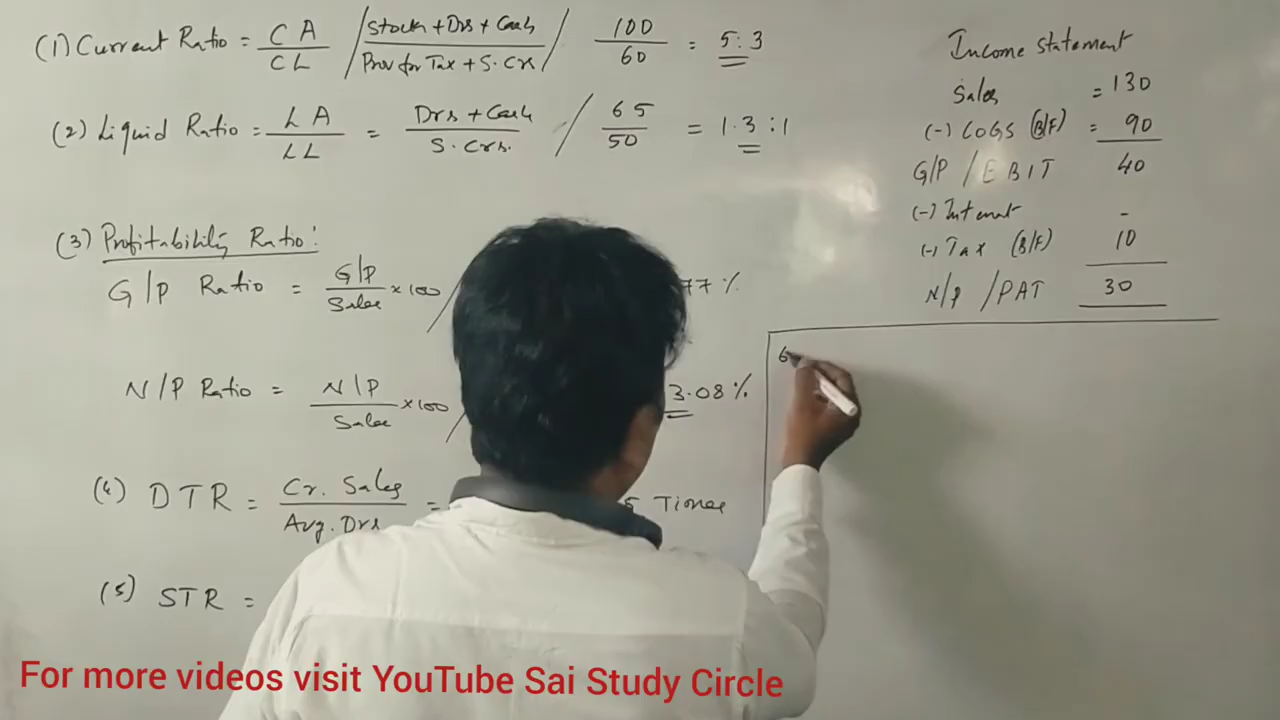 (1) Current Ratio = CA / CL / Stock + Drs + Cash / Prov for Tax + S. Crs / 100 / 60 = 5:3
(2) Liquid Ratio = LA / LL = Drs + Cash / S. Crs. / 65 / 50 = 1.3:1
(3) Profitability Ratio:
G/P Ratio = G/P / Sales × 100 / 77 %
N/P Ratio = N/P / Sales × 100 / 3.08 %
(4) DTR = Cr. Sales / Avg. Drs = 5 Times
(5) STR =
Income Statement
Sales = 130
(-) COGS (B/F) = 90
G/P / EBIT 40
(-) Interest -
(-) Tax (B/F) 10
N/P / PAT 30
For more videos visit YouTube Sai Study Circle